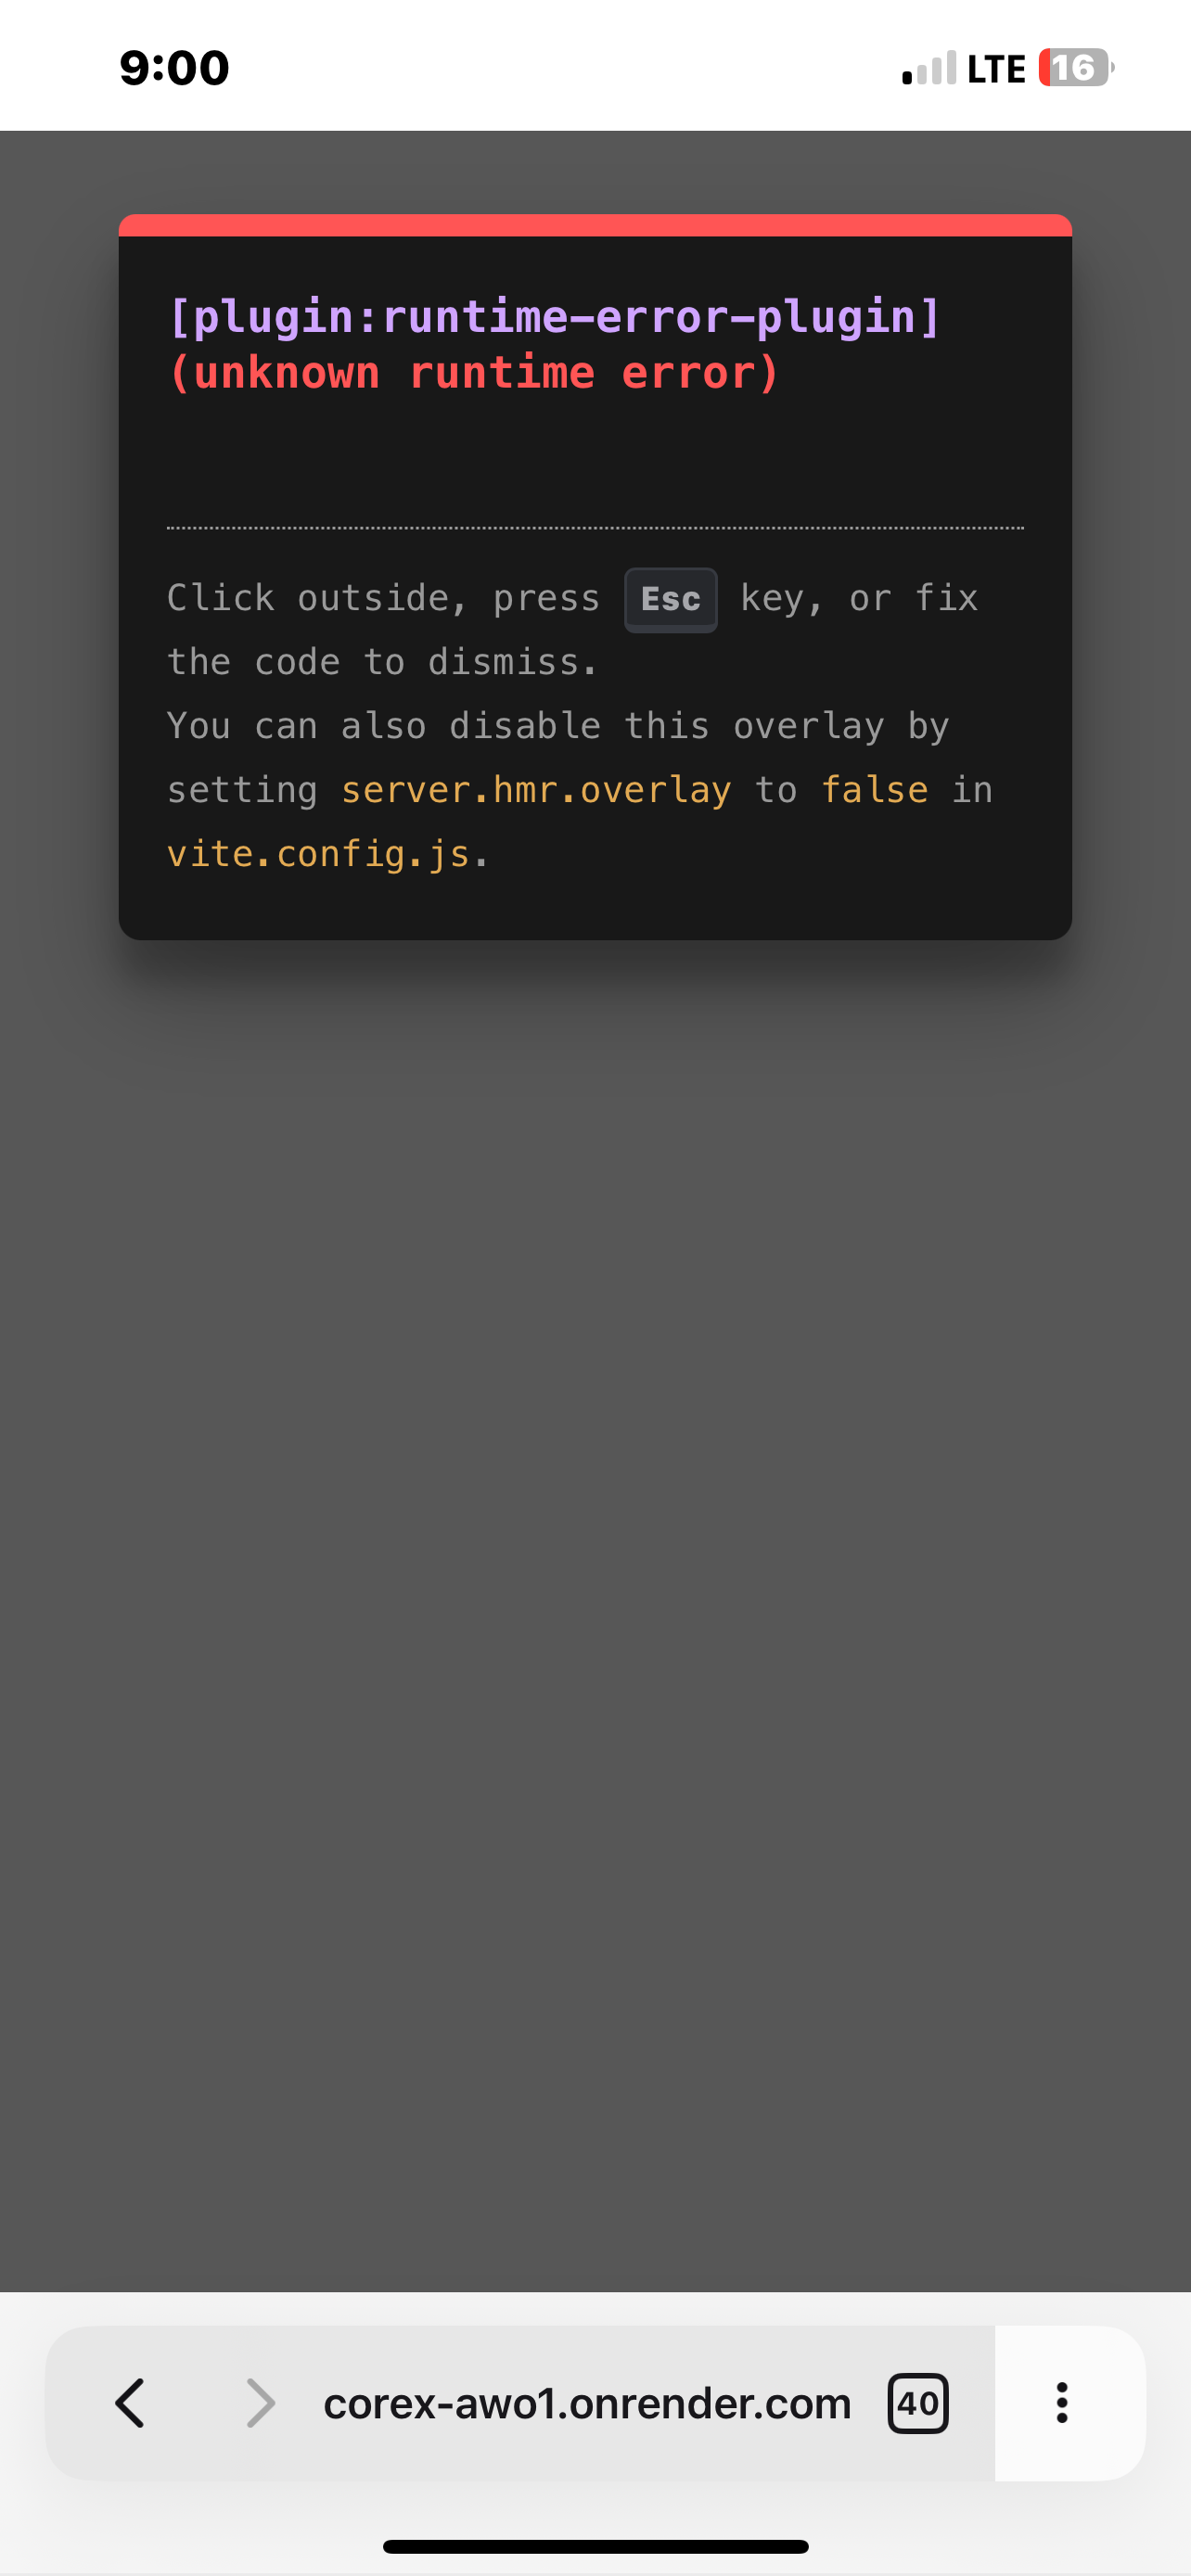 9:00
LTE 16
[plugin:runtime-error-plugin]
(unknown runtime error)
Click outside, press Esc key, or fix
the code to dismiss.
You can also disable this overlay by
setting server.hmr.overlay to false in
vite.config.js.
corex-awo1.onrender.com 40